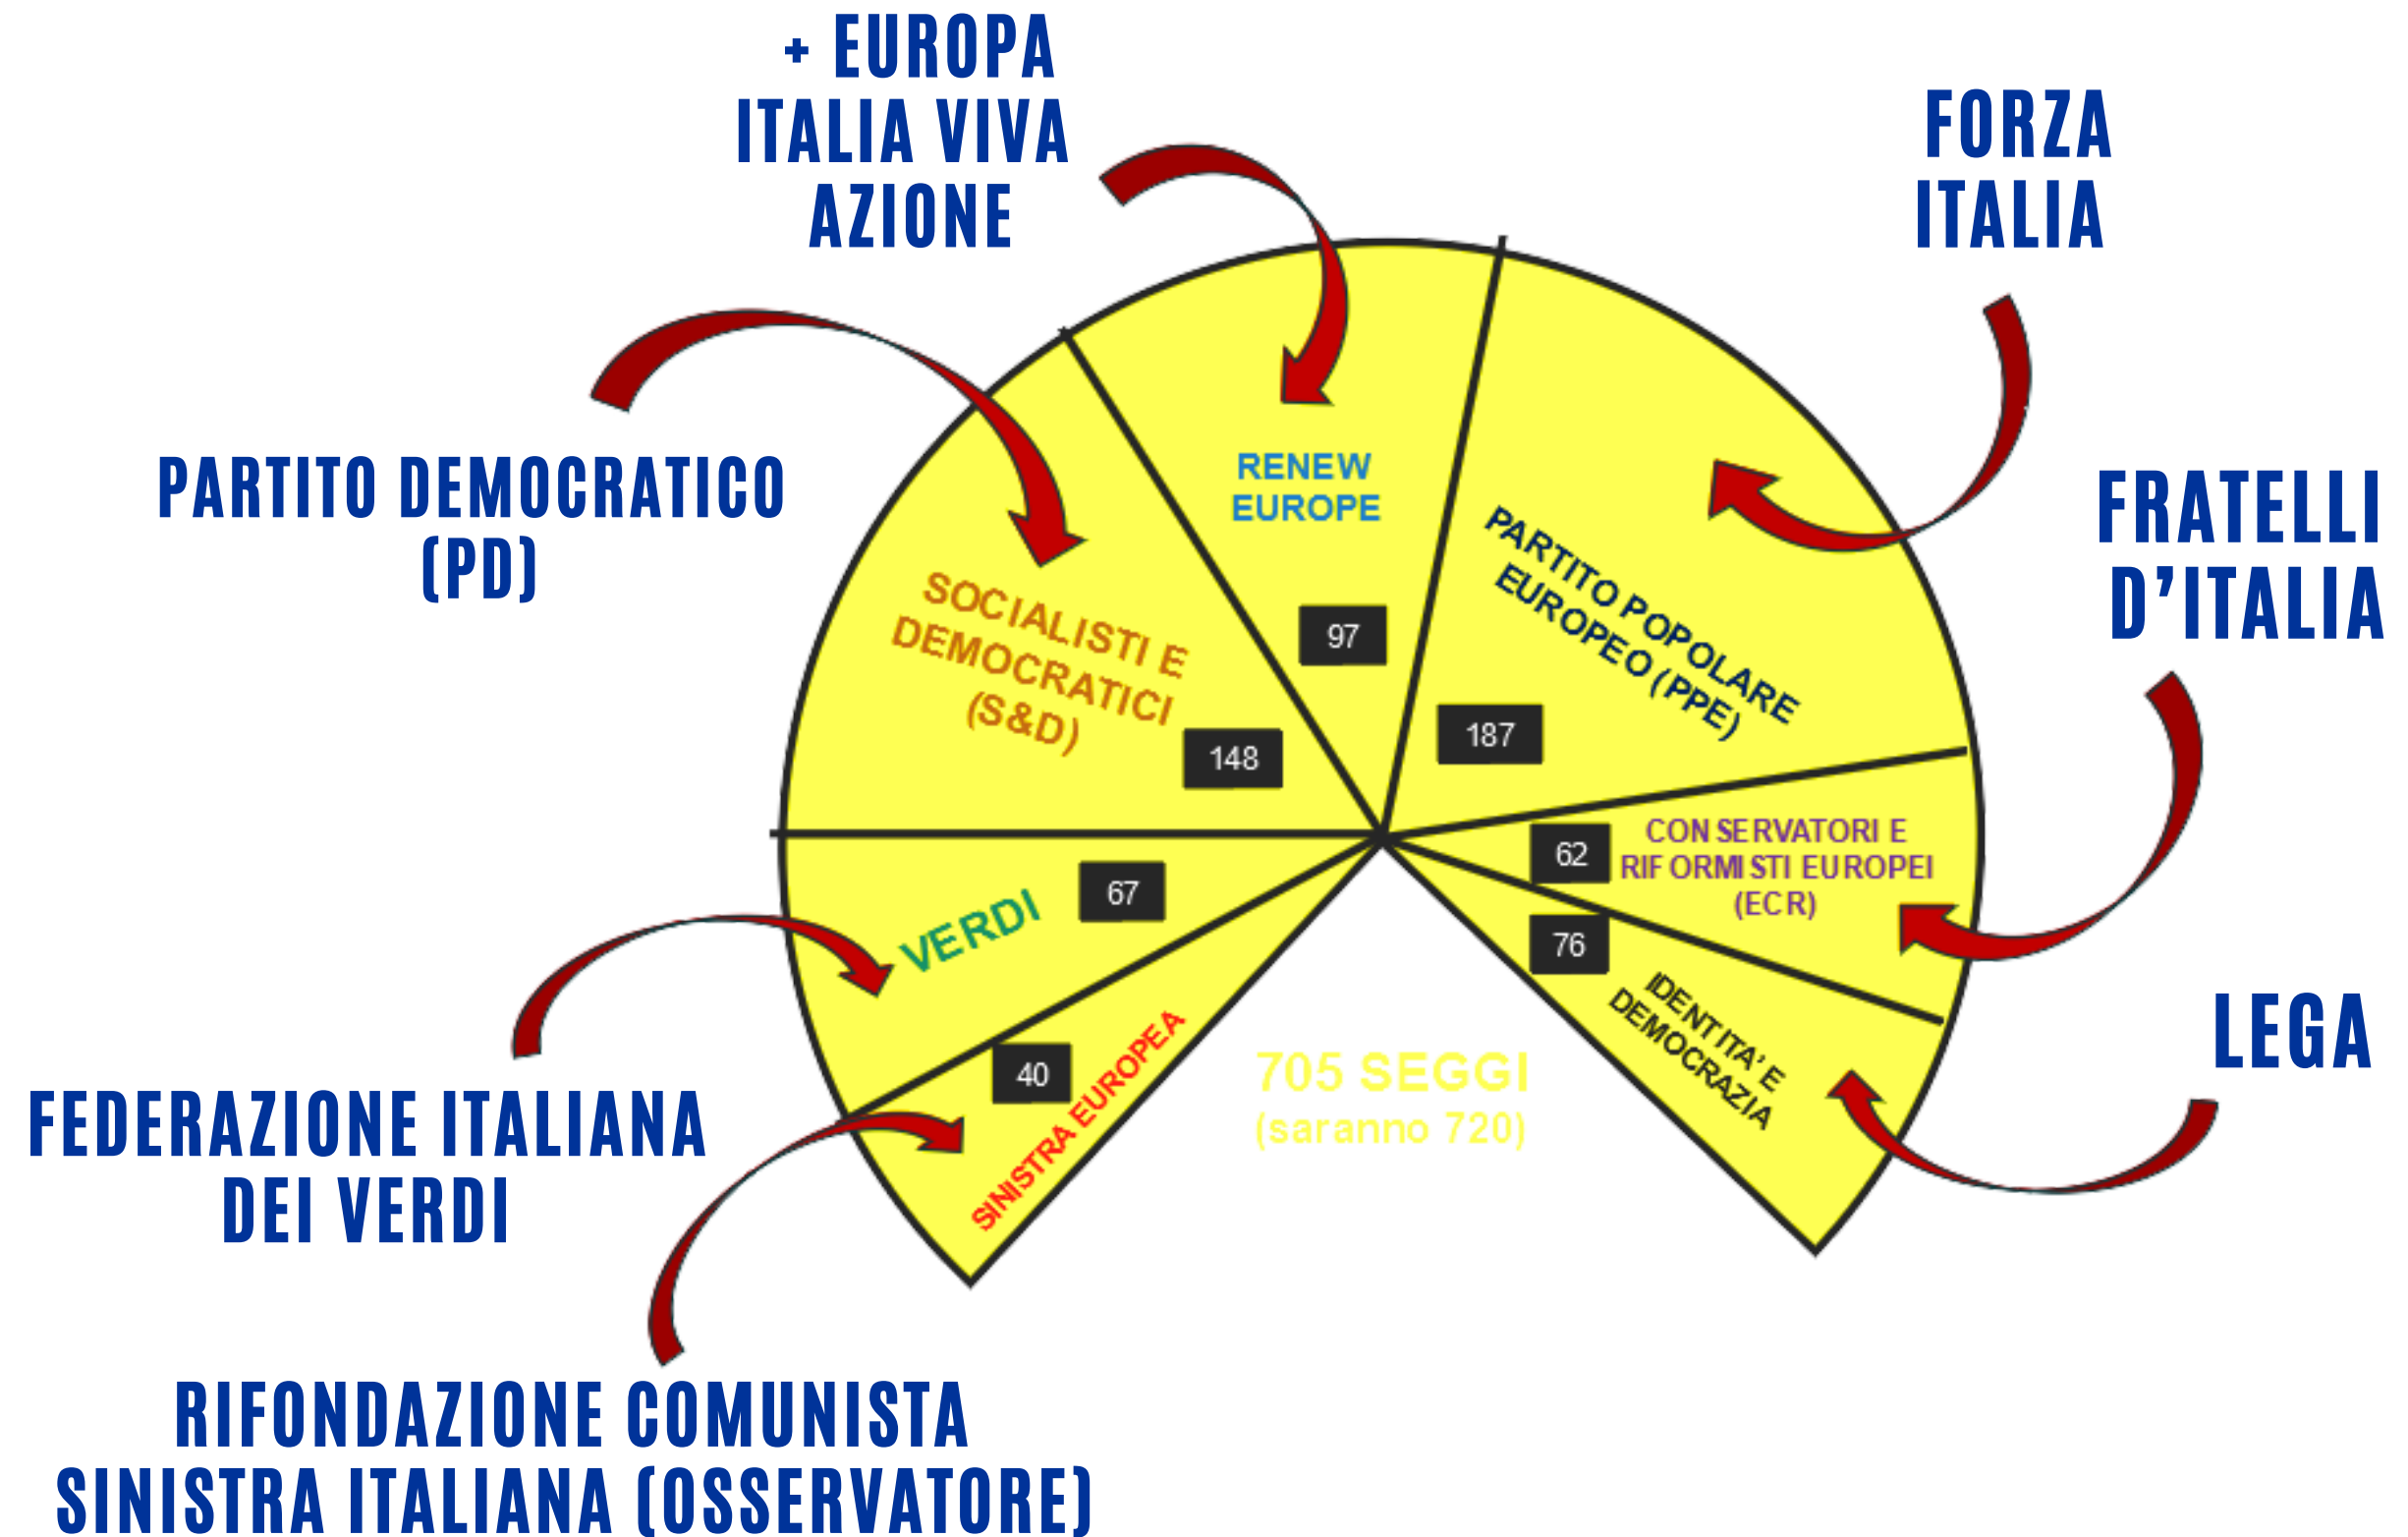 + EUROPA
ITALIA VIVA
AZIONE
FORZA
ITALIA
PARTITO DEMOCRATICO
(PD)
FRATELLI
D’ITALIA
RENEW
EUROPE
97
PARTITO POPOLARE
EUROPEO (PPE)
187
SOCIALISTI E
DEMOCRATICI
(S&D)
148
CONSERVATORI E
RIFORMISTI EUROPEI
(ECR)
62
VERDI
67
76
IDENTITA’ E
DEMOCRAZIA
LEGA
40
SINISTRA EUROPEA
705 SEGGI
(saranno 720)
FEDERAZIONE ITALIANA
DEI VERDI
RIFONDAZIONE COMUNISTA
SINISTRA ITALIANA (OSSERVATORE)